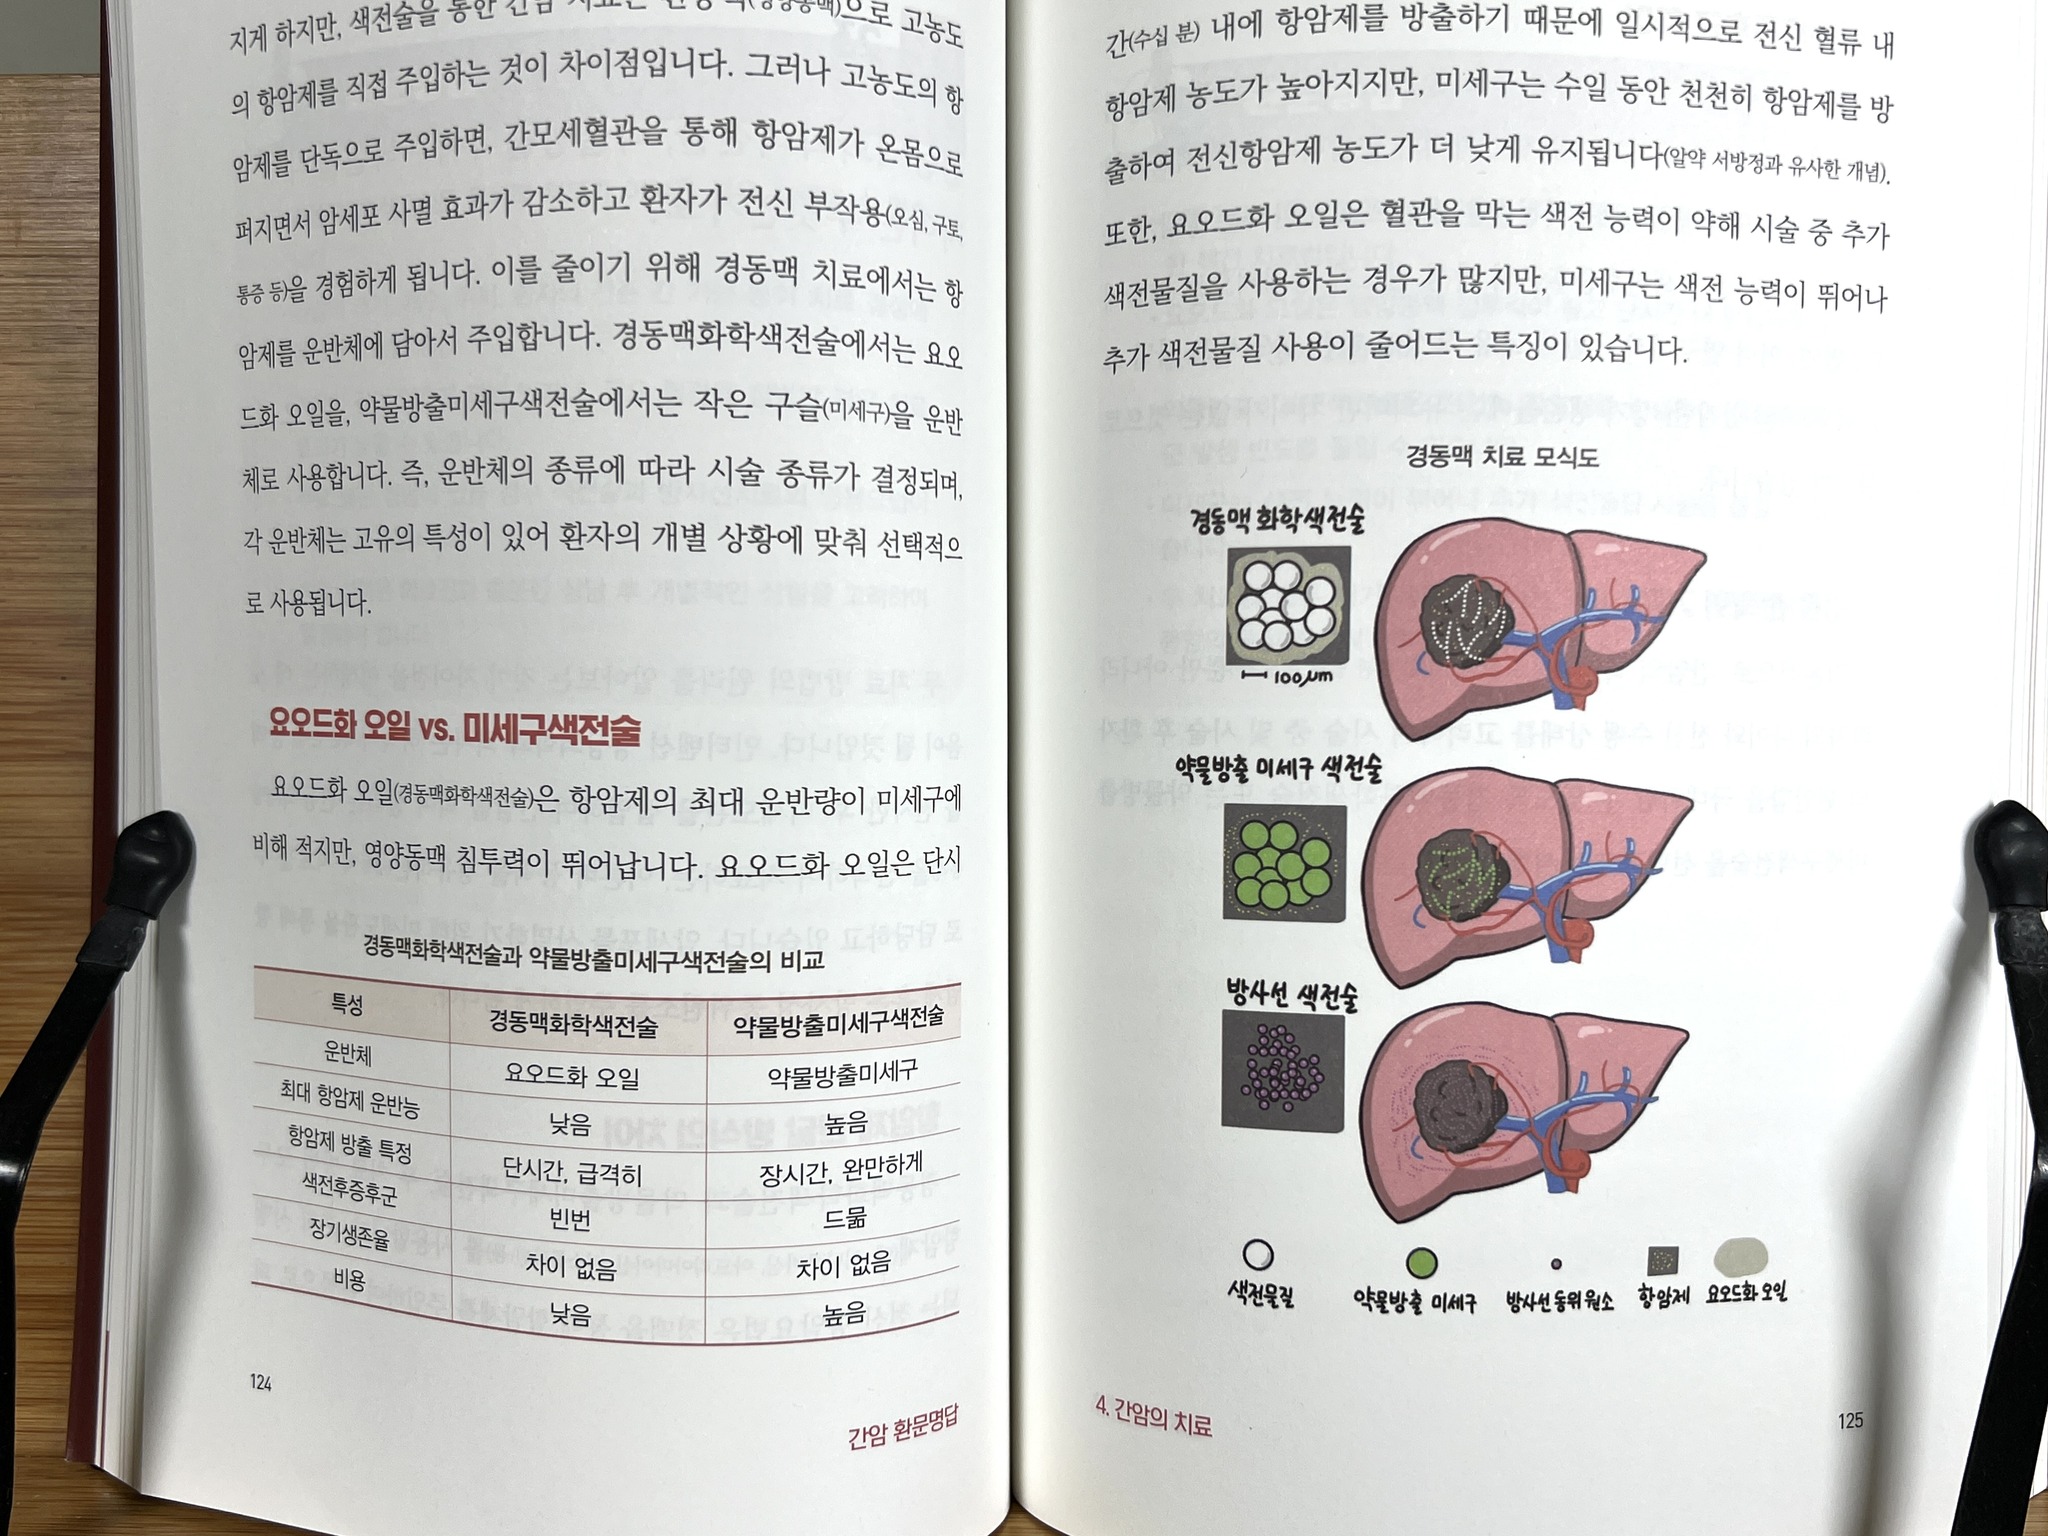 지게 하지만, 색전술을 통한 간암 치료는 으로 고농도
의 항암제를 직접 주입하는 것이 차이점입니다. 그러나 고농도의 항
암제를 단독으로 주입하면, 간모세혈관을 통해 항암제가 온몸으로
퍼지면서 암세포 사멸 효과가 감소하고 환자가 전신 부작용(오심, 구토,
통증 등)을 경험하게 됩니다. 이를 줄이기 위해 경동맥 치료에서는 항
암제를 운반체에 담아서 주입합니다. 경동맥화학색전술에서는 요오
드화 오일을, 약물방출미세구색전술에서는 작은 구슬(미세구)을 운반
체로 사용합니다. 즉, 운반체의 종류에 따라 시술 종류가 결정되며,
각 운반체는 고유의 특성이 있어 환자의 개별 상황에 맞춰 선택적으
로 사용됩니다.
요오드화 오일 vs. 미세구색전술
요오드화 오일(경동맥화학색전술)은 항암제의 최대 운반량이 미세구에
비해 적지만, 영양동맥 침투력이 뛰어납니다. 요오드화 오일은 단시
경동맥화학색전술과 약물방출미세구색전술의 비교
특성 경동맥화학색전술 약물방출미세구색전술
운반체 요오드화 오일 약물방출미세구
최대 항암제 운반능 낮음 높음
항암제 방출 특정 단시간, 급격히 장시간, 완만하게
색전후증후군 빈번 드묾
장기생존율 차이 없음 차이 없음
비용 낮음 높음
124
간암 환문명답
간(수십 분) 내에 항암제를 방출하기 때문에 일시적으로 전신 혈류 내
항암제 농도가 높아지지만, 미세구는 수일 동안 천천히 항암제를 방
출하여 전신항암제 농도가 더 낮게 유지됩니다(알약 서방정과 유사한 개념).
또한, 요오드화 오일은 혈관을 막는 색전 능력이 약해 시술 중 추가
색전물질을 사용하는 경우가 많지만, 미세구는 색전 능력이 뛰어나
추가 색전물질 사용이 줄어드는 특징이 있습니다.
경동맥 치료 모식도
경동맥 화학색전술
100μm
약물방출 미세구 색전술
방사선 색전술
색전물질 약물방출 미세구 방사선동위원소 항암제 요오드화 오일
4. 간암의 치료
125